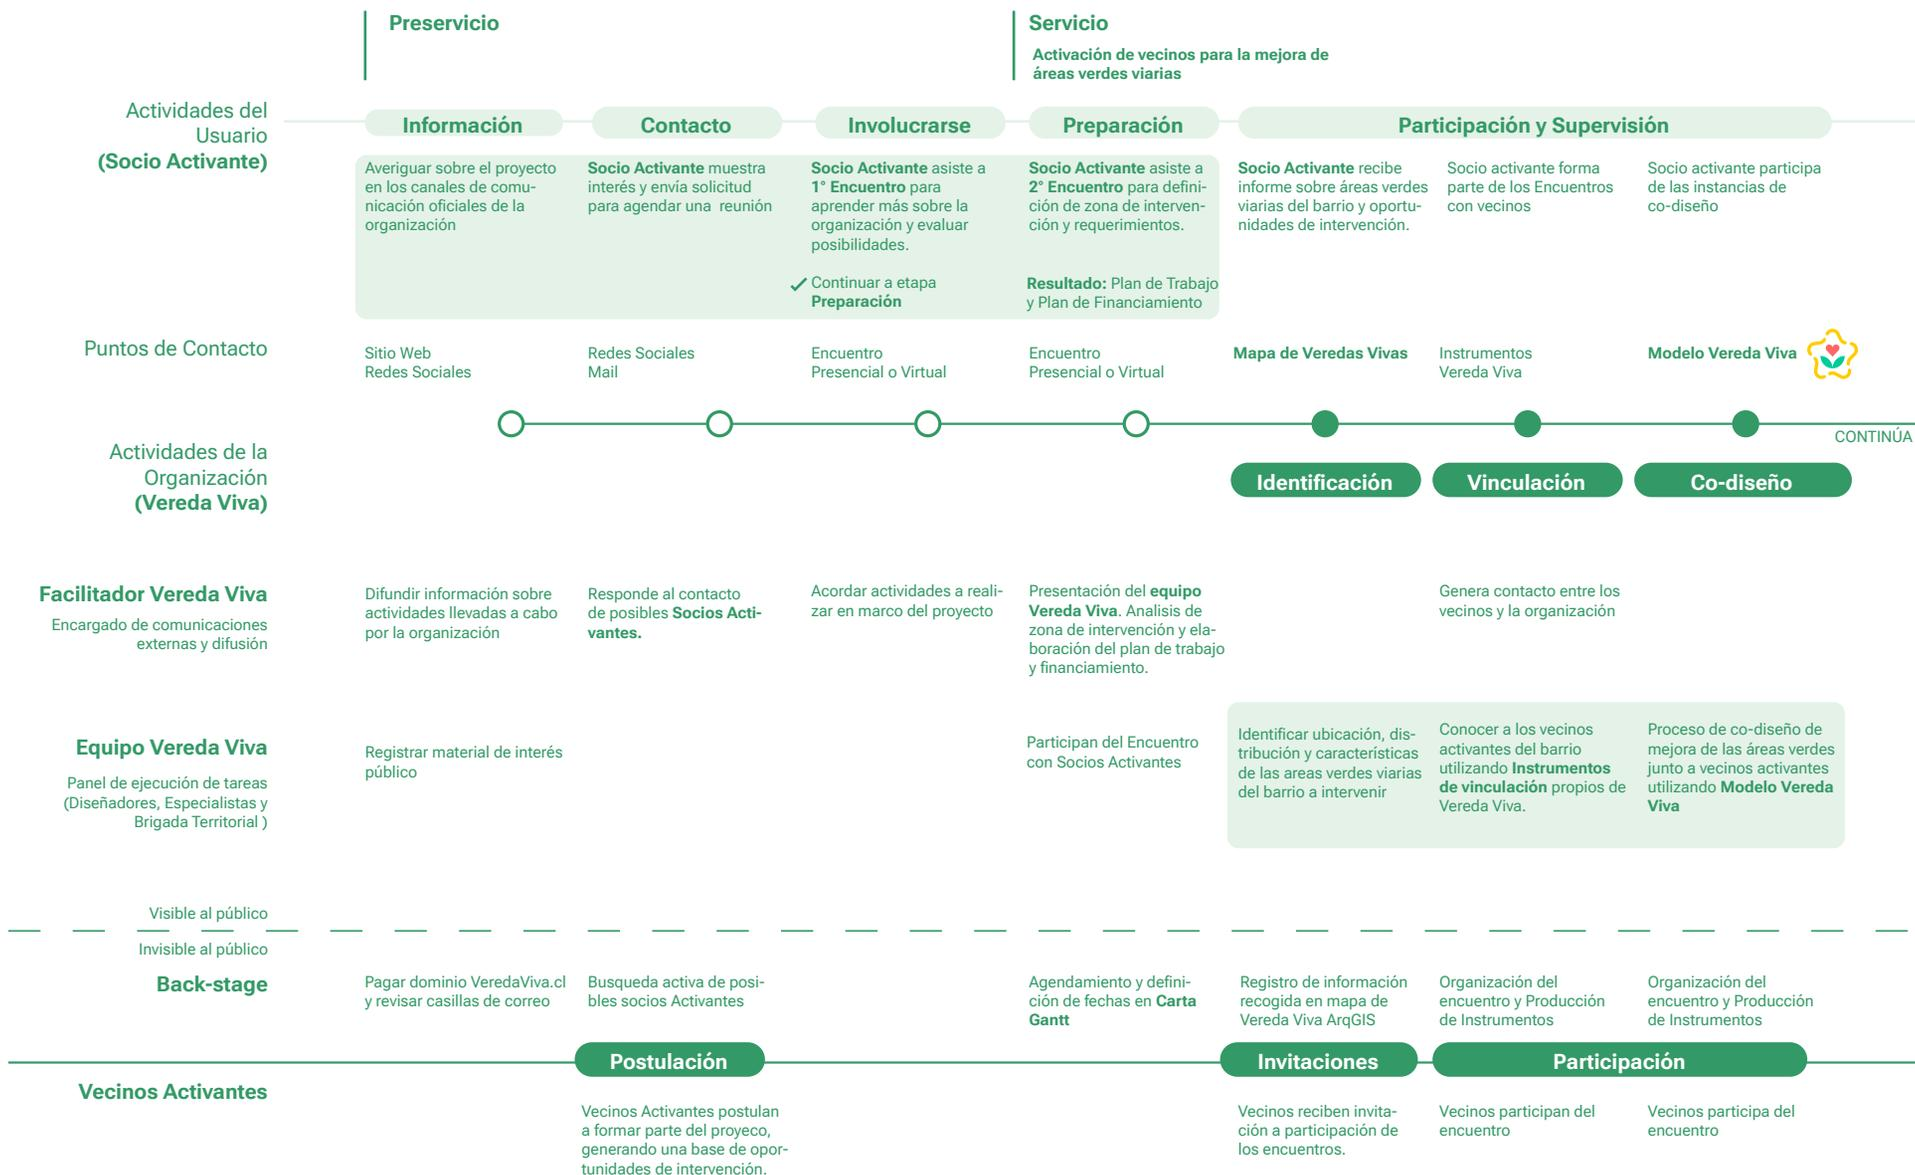 Preservicio
Servicio
Activación de vecinos para la mejora de
áreas verdes viarias
Actividades del
Usuario
(Socio Activante)
Información
Contacto
Involucrarse
Preparación
Participación y Supervisión
Averiguar sobre el proyecto
en los canales de comu-
nicación oficiales de la
organización
Socio Activante muestra
interés y envía solicitud
para agendar una  reunión
Socio Activante asiste a
1° Encuentro para
aprender más sobre la
organización y evaluar
posibilidades.
Continuar a etapa
Preparación
Socio Activante asiste a
2° Encuentro para defini-
ción de zona de interven-
ción y requerimientos.
Resultado: Plan de Trabajo
y Plan de Financiamiento
Socio Activante recibe
informe sobre áreas verdes
viarias del barrio y oportu-
nidades de intervención.
Socio activante forma
parte de los Encuentros
con vecinos
Socio activante participa
de las instancias de
co-diseño
Puntos de Contacto
Sitio Web
Redes Sociales
Redes Sociales
Mail
Encuentro
Presencial o Virtual
Encuentro
Presencial o Virtual
Mapa de Veredas Vivas
Instrumentos
Vereda Viva
Modelo Vereda Viva
CONTINÚA
Actividades de la
Organización
(Vereda Viva)
Identificación
Vinculación
Co-diseño
Facilitador Vereda Viva
Encargado de comunicaciones
externas y difusión
Difundir información sobre
actividades llevadas a cabo
por la organización
Responde al contacto
de posibles Socios Acti-
vantes.
Acordar actividades a reali-
zar en marco del proyecto
Presentación del equipo
Vereda Viva. Analisis de
zona de intervención y ela-
boración del plan de trabajo
y financiamiento.
Genera contacto entre los
vecinos y la organización
Equipo Vereda Viva
Panel de ejecución de tareas
(Diseñadores, Especialistas y
Brigada Territorial )
Registrar material de interés
público
Participan del Encuentro
con Socios Activantes
Identificar ubicación, dis-
tribución y características
de las areas verdes viarias
del barrio a intervenir
Conocer a los vecinos
activantes del barrio
utilizando Instrumentos
de vinculación propios de
Vereda Viva.
Proceso de co-diseño de
mejora de las áreas verdes
junto a vecinos activantes
utilizando Modelo Vereda
Viva
Visible al público
Invisible al público
Back-stage
Pagar dominio VeredaViva.cl
y revisar casillas de correo
Busqueda activa de posi-
bles socios Activantes
Agendamiento y defini-
ción de fechas en Carta
Gantt
Registro de información
recogida en mapa de
Vereda Viva ArqGIS
Organización del
encuentro y Producción
de Instrumentos
Organización del
encuentro y Producción
de Instrumentos
Postulación
Invitaciones
Participación
Vecinos Activantes
Vecinos Activantes postulan
a formar parte del proyeco,
generando una base de opor-
tunidades de intervención.
Vecinos reciben invita-
ción a participación de
los encuentros.
Vecinos participan del
encuentro
Vecinos participa del
encuentro